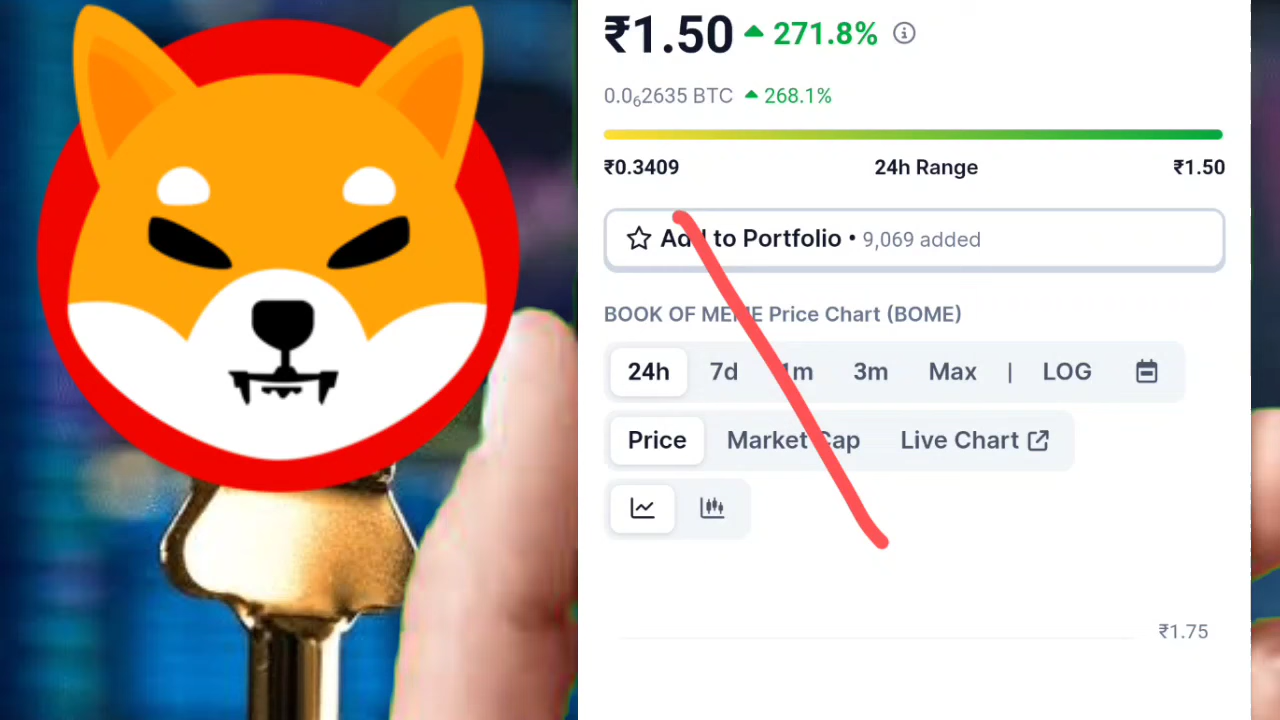 ₹1.50 271.8%
0.0₆2635 BTC 268.1%
₹0.3409 24h Range ₹1.50
Add to Portfolio • 9,069 added
BOOK OF MEME Price Chart (BOME)
24h 7d 1m 3m Max | LOG
Price Market Cap Live Chart
₹1.75